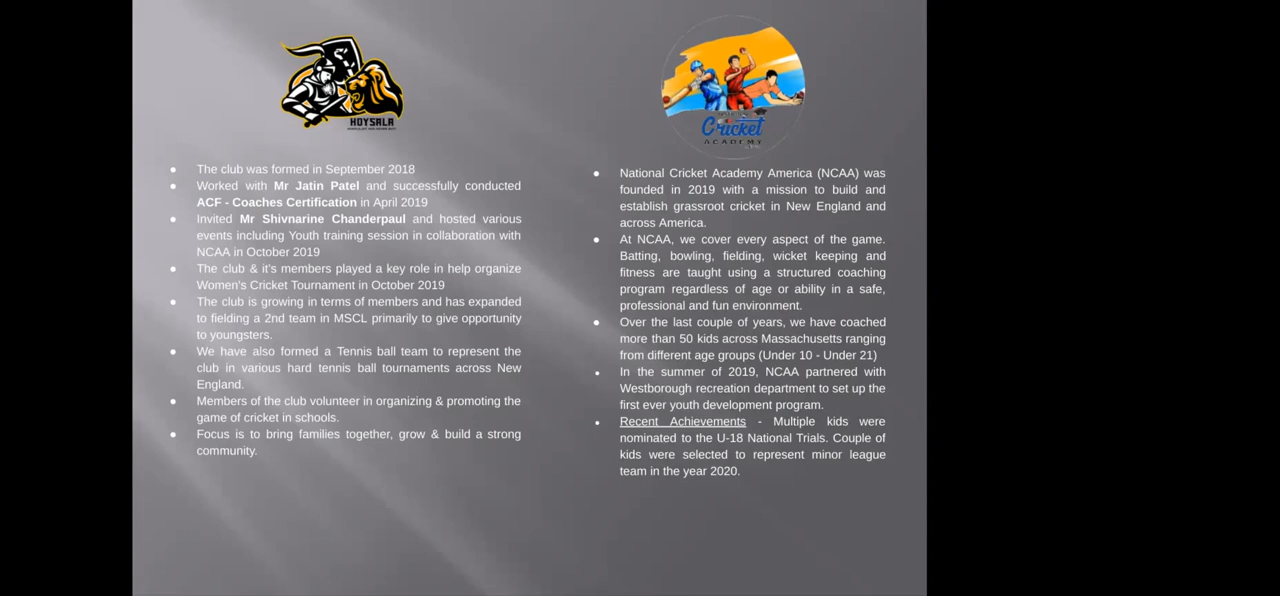 HOYSALA
The club was formed in September 2018
Worked with Mr Jatin Patel and successfully conducted
ACF - Coaches Certification in April 2019
Invited Mr Shivnarine Chanderpaul and hosted various
events including Youth training session in collaboration with
NCAA in October 2019
The club & it's members played a key role in help organize
Women's Cricket Tournament in October 2019
The club is growing in terms of members and has expanded
to fielding a 2nd team in MSCL primarily to give opportunity
to youngsters.
We have also formed a Tennis ball team to represent the
club in various hard tennis ball tournaments across New
England.
Members of the club volunteer in organizing & promoting the
game of cricket in schools.
Focus is to bring families together, grow & build a strong
community.
Cricket
ACADEMY
National Cricket Academy America (NCAA) was
founded in 2019 with a mission to build and
establish grassroot cricket in New England and
across America.
At NCAA, we cover every aspect of the game.
Batting, bowling, fielding, wicket keeping and
fitness are taught using a structured coaching
program regardless of age or ability in a safe,
professional and fun environment.
Over the last couple of years, we have coached
more than 50 kids across Massachusetts ranging
from different age groups (Under 10 - Under 21)
In the summer of 2019, NCAA partnered with
Westborough recreation department to set up the
first ever youth development program.
Recent Achievements - Multiple kids were
nominated to the U-18 National Trials. Couple of
kids were selected to represent minor league
team in the year 2020.